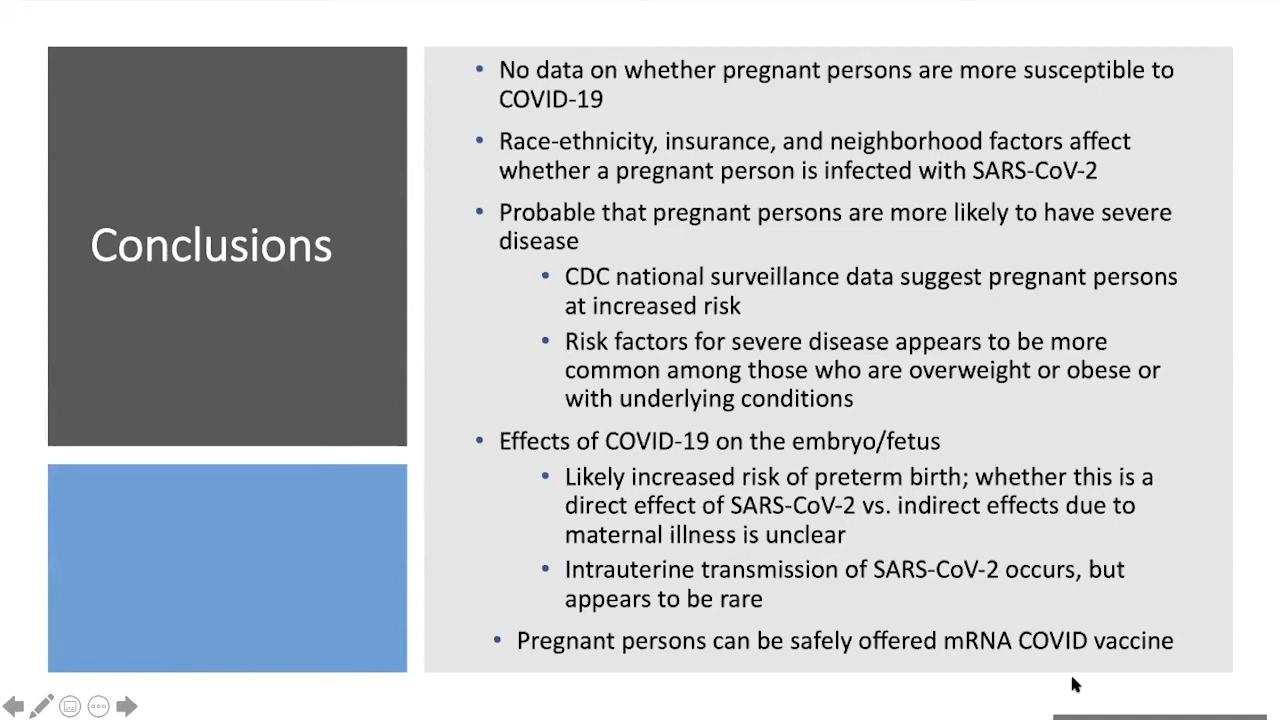 Conclusions
• No data on whether pregnant persons are more susceptible to
COVID-19
• Race-ethnicity, insurance, and neighborhood factors affect
whether a pregnant person is infected with SARS-CoV-2
• Probable that pregnant persons are more likely to have severe
disease
• CDC national surveillance data suggest pregnant persons
at increased risk
• Risk factors for severe disease appears to be more
common among those who are overweight or obese or
with underlying conditions
• Effects of COVID-19 on the embryo/fetus
• Likely increased risk of preterm birth; whether this is a
direct effect of SARS-CoV-2 vs. indirect effects due to
maternal illness is unclear
• Intrauterine transmission of SARS-CoV-2 occurs, but
appears to be rare
• Pregnant persons can be safely offered mRNA COVID vaccine